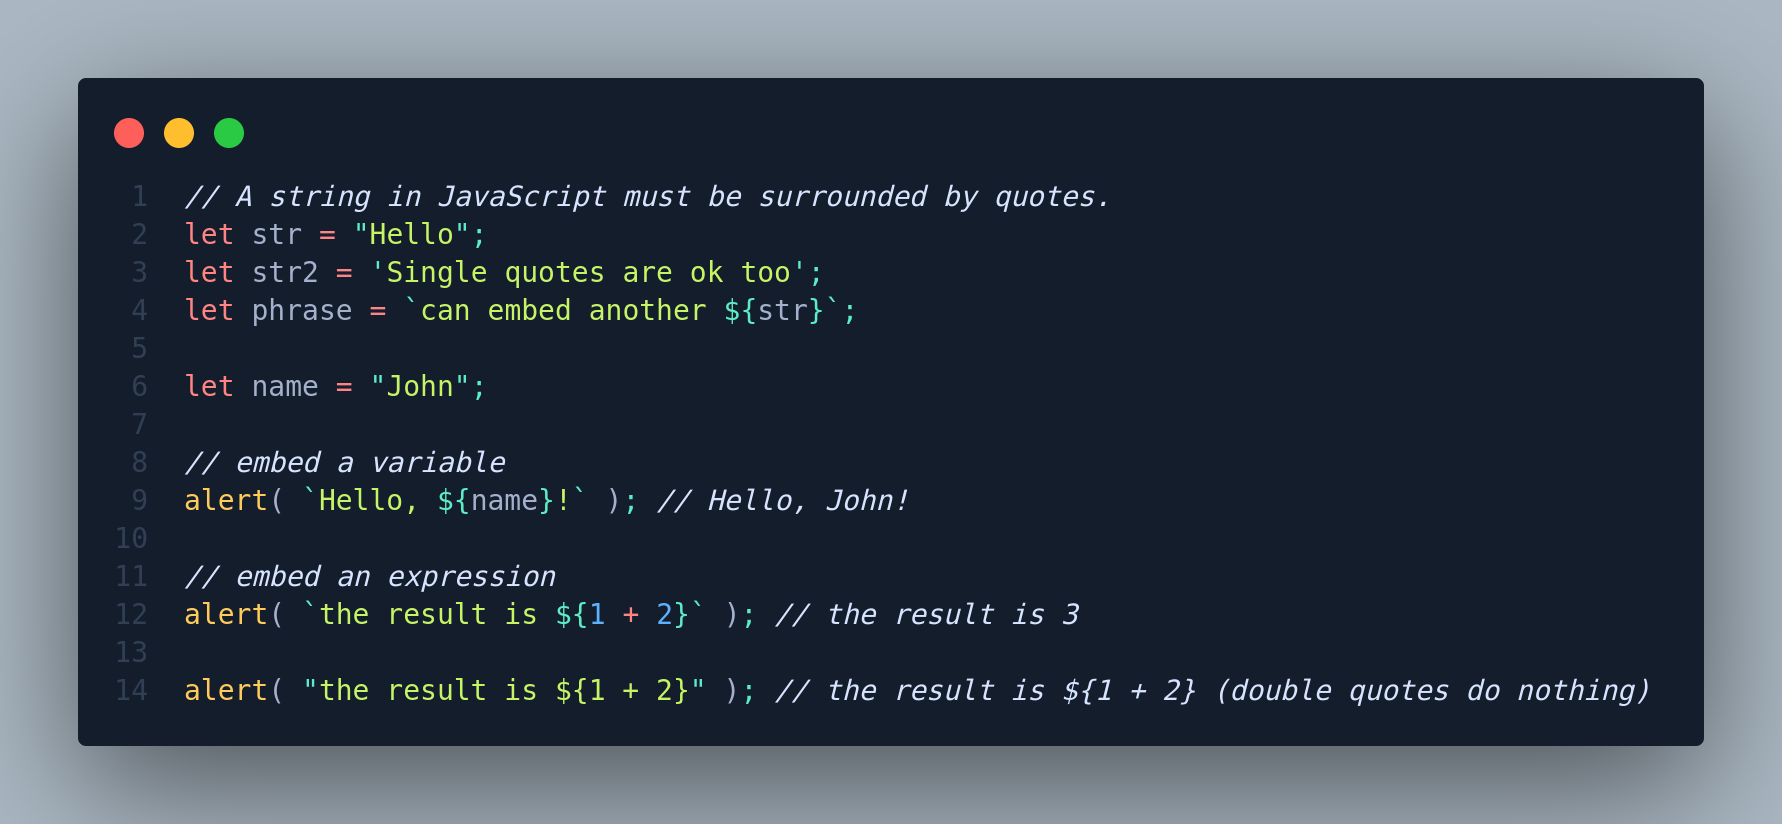 1 // A string in JavaScript must be surrounded by quotes.
2 let str = "Hello";
3 let str2 = 'Single quotes are ok too';
4 let phrase = `can embed another ${str}`;
5
6 let name = "John";
7
8 // embed a variable
9 alert( `Hello, ${name}!` ); // Hello, John!
10
11 // embed an expression
12 alert( `the result is ${1 + 2}` ); // the result is 3
13
14 alert( "the result is ${1 + 2}" ); // the result is ${1 + 2} (double quotes do nothing)